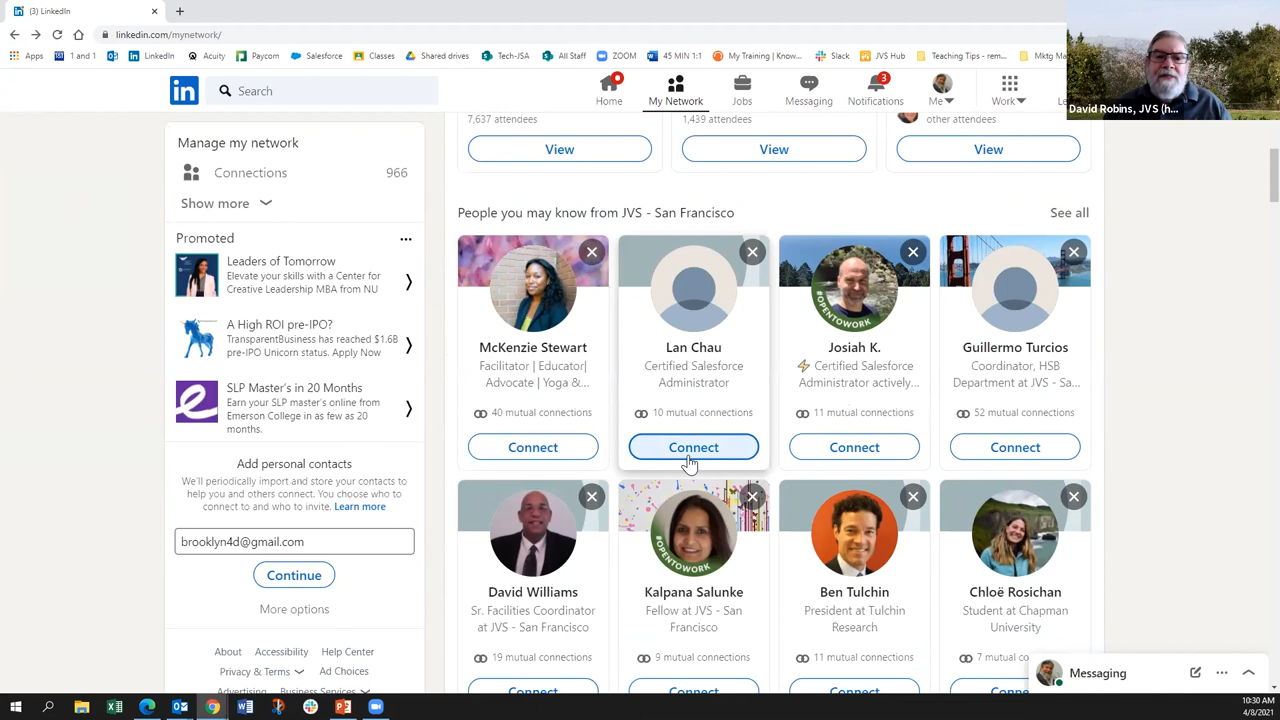 (3) LinkedIn
linkedin.com/mynetwork/
Apps
1 and 1
LinkedIn
Acuity
Paycom
Salesforce
Classes
Shared drives
Tech-JSA
All Staff
ZOOM
45 MIN 1:1
My Training | Know...
Slack
JVS Hub
Teaching Tips - rem...
Mktg Ma
David Robins, JVS (h...
in
Search
Home
My Network
Jobs
Messaging
3
Notifications
Me
Work
Manage my network
Connections 966
Show more
Promoted
Leaders of Tomorrow
Elevate your skills with a Center for
Creative Leadership MBA from NU
A High ROI pre-IPO?
TransparentBusiness has reached $1.6B
pre-IPO Unicorn status. Apply Now
SLP Master's in 20 Months
Earn your SLP master's online from
Emerson College in as few as 20
months.
Add personal contacts
We'll periodically import and store your contacts to
help you and others connect. You choose who to
connect to and who to invite. Learn more
brooklyn4d@gmail.com
Continue
More options
About Accessibility Help Center
Privacy & Terms Ad Choices
Advertising Business Services
7,637 attendees
View
1,439 attendees
View
other attendees
View
People you may know from JVS - San Francisco
See all
McKenzie Stewart
Facilitator | Educator|
Advocate | Yoga &...
40 mutual connections
Connect
Lan Chau
Certified Salesforce
Administrator
10 mutual connections
Connect
#OPENTOWORK
Josiah K.
⚡ Certified Salesforce
Administrator actively...
11 mutual connections
Connect
Guillermo Turcios
Coordinator, HSB
Department at JVS - Sa...
52 mutual connections
Connect
David Williams
Sr. Facilities Coordinator
at JVS - San Francisco
19 mutual connections
Connect
#OPENTOWORK
Kalpana Salunke
Fellow at JVS - San
Francisco
9 mutual connections
Connect
Ben Tulchin
President at Tulchin
Research
11 mutual connections
Connect
Chloë Rosichan
Student at Chapman
University
7 mutual
Messaging
10:30 AM
4/8/2021